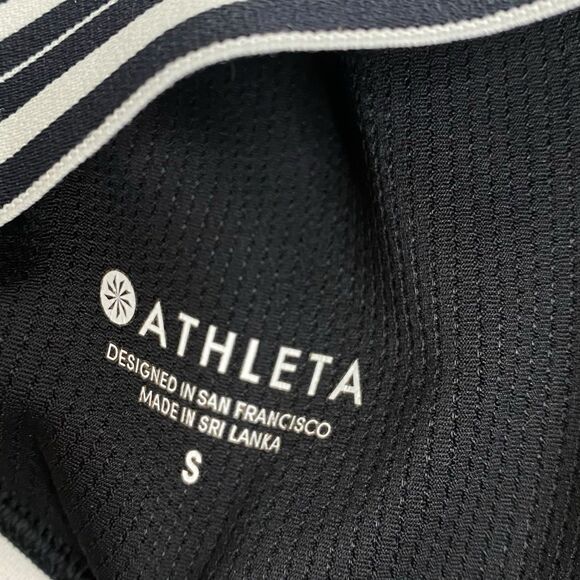 ATHLETA
DESIGNED IN SAN FRANCISCO
MADE IN SRI LANKA
S